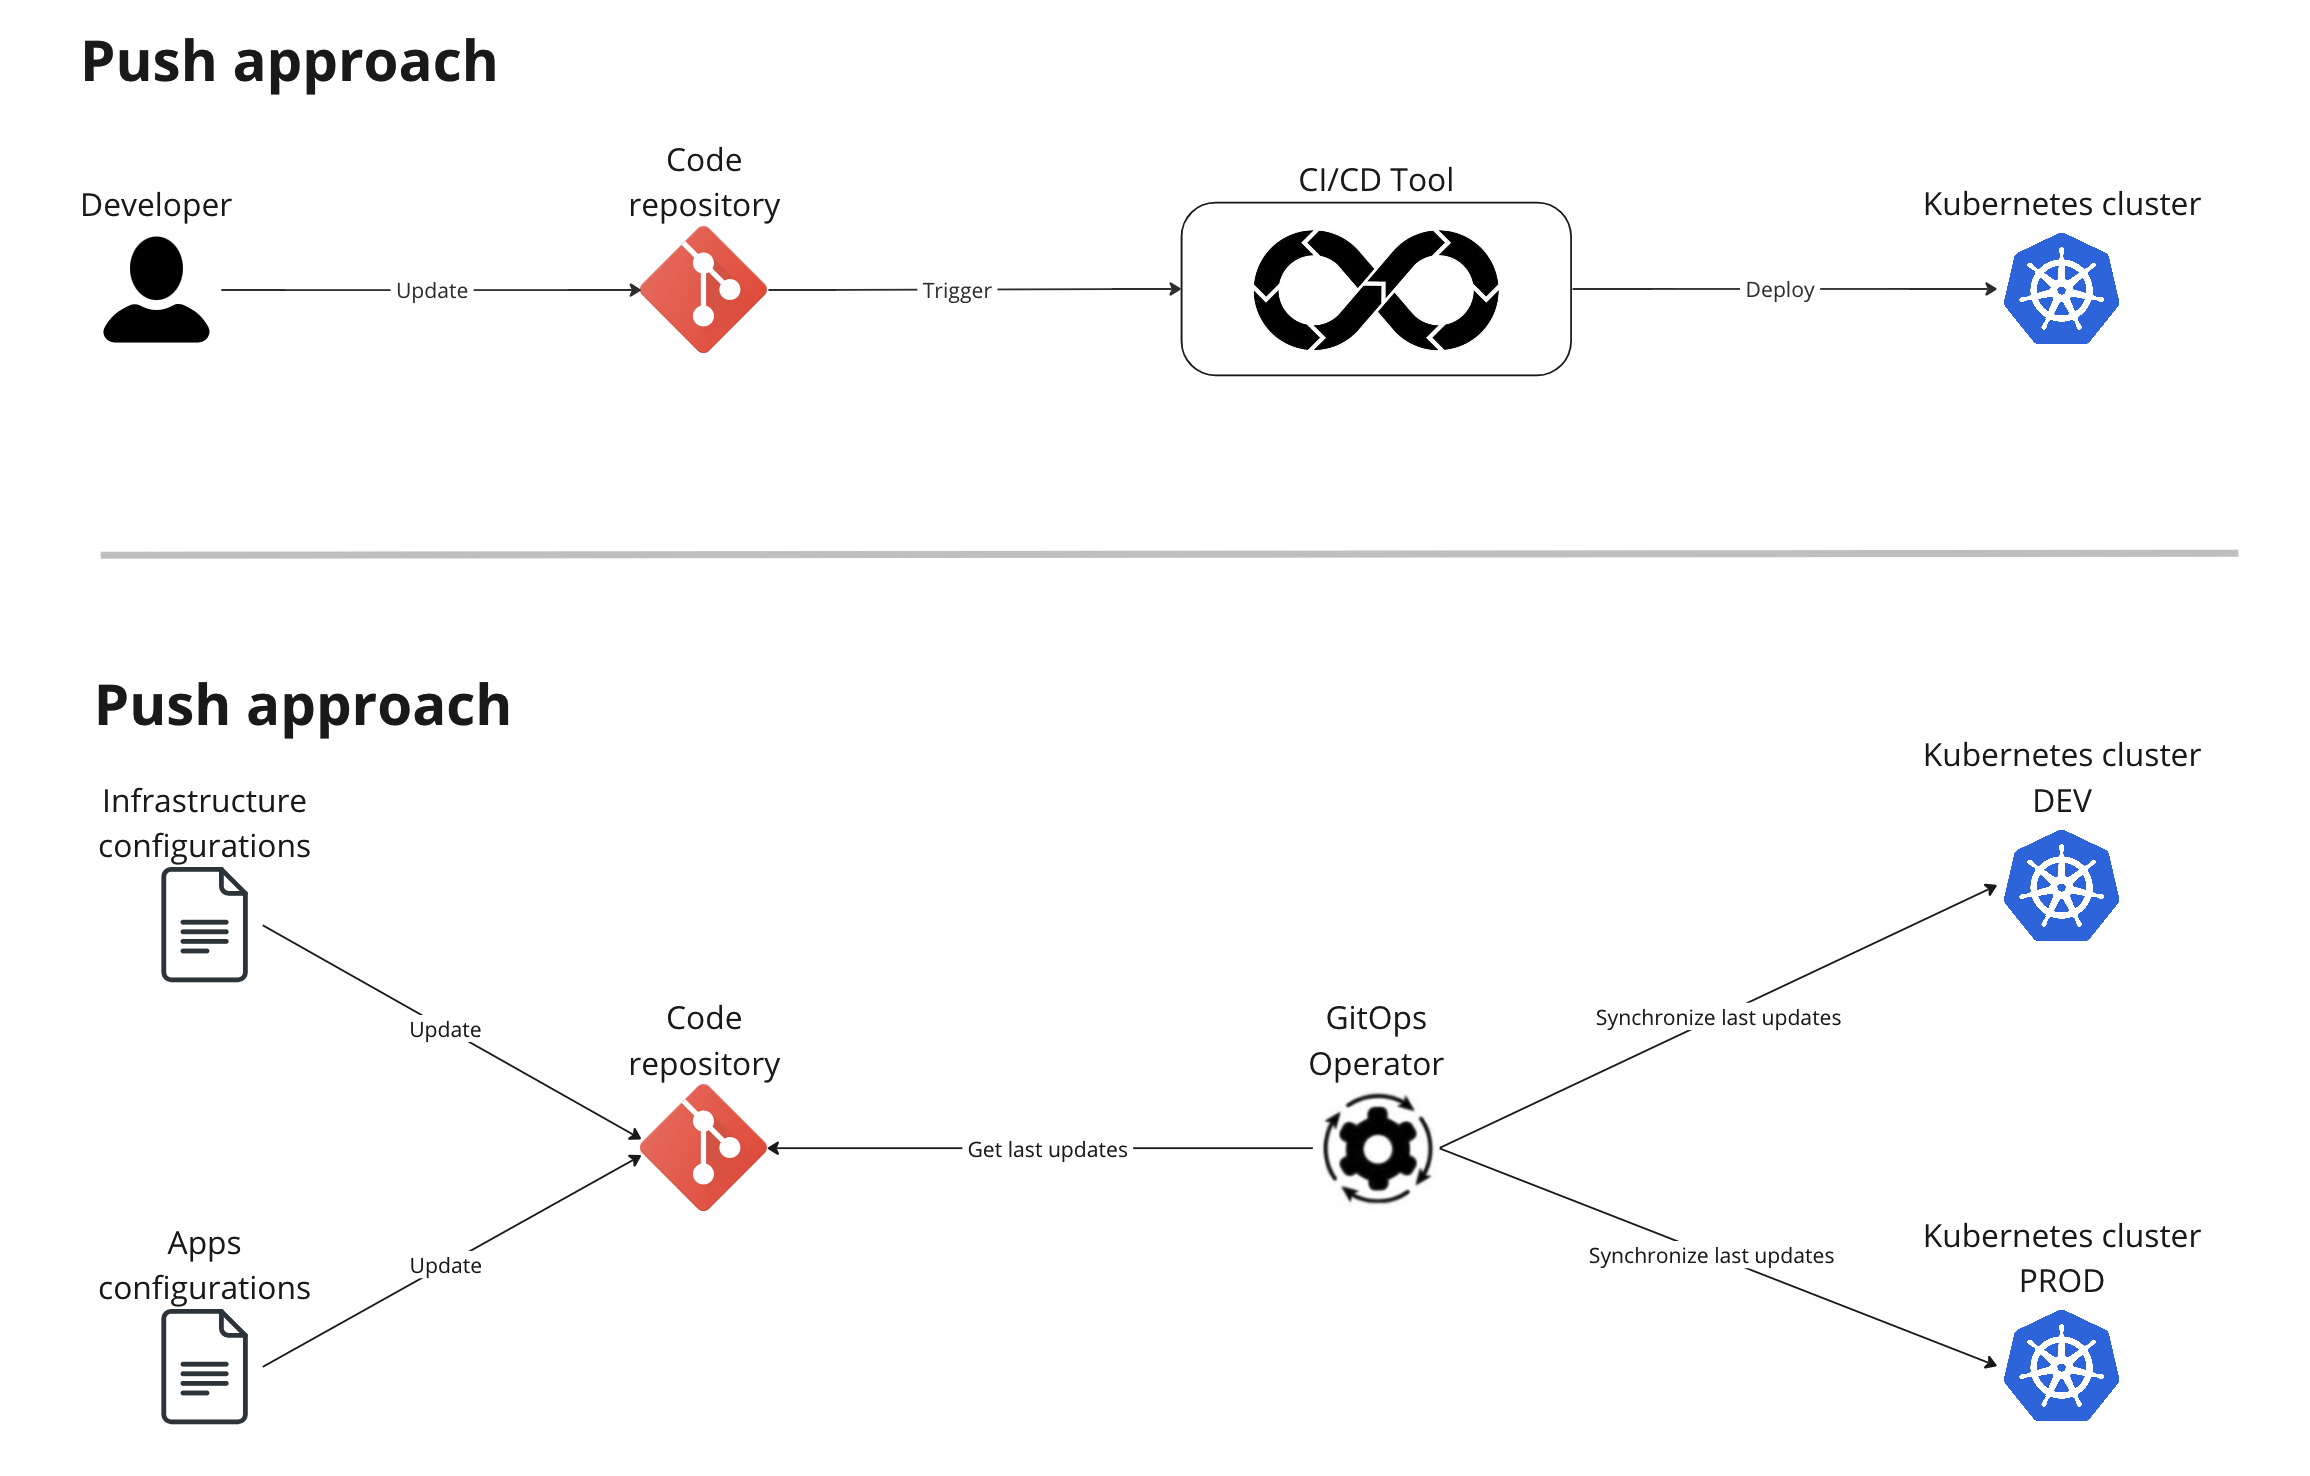 Push approach
Developer
Code
repository
CI/CD Tool
Kubernetes cluster
Update
Trigger
Deploy
Push approach
Infrastructure
configurations
Kubernetes cluster
DEV
Update
Code
repository
GitOps
Operator
Synchronize last updates
Get last updates
Apps
configurations
Update
Synchronize last updates
Kubernetes cluster
PROD